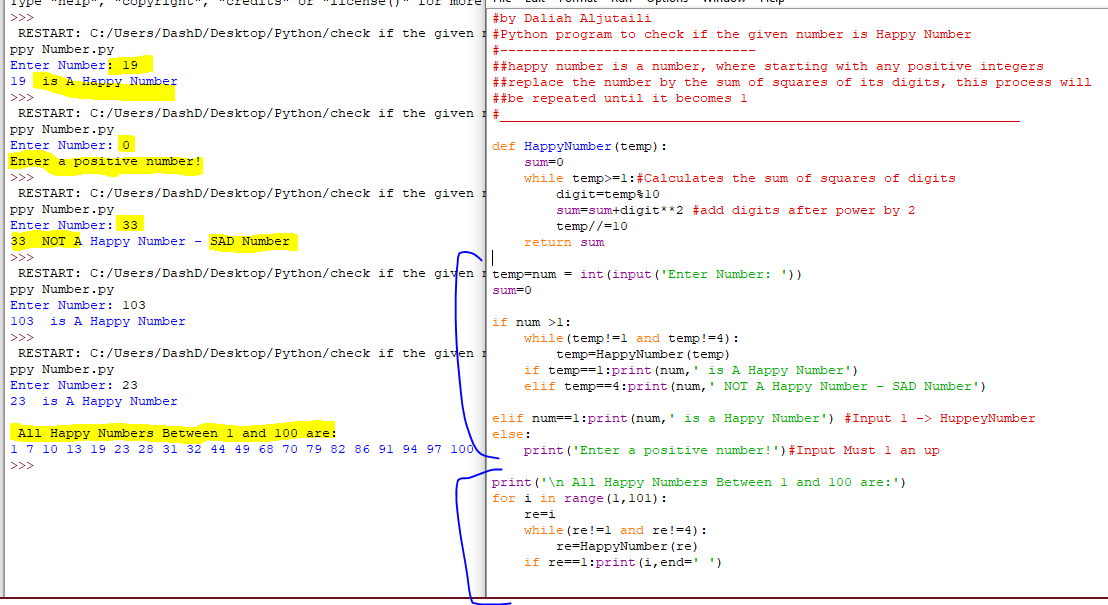 Type "help", "copyright", "credits" or "license()" for more
>>>
 RESTART: C:/Users/DashD/Desktop/Python/check if the given
ppy Number.py
Enter Number: 19
19  is A Happy Number
>>>
 RESTART: C:/Users/DashD/Desktop/Python/check if the given
ppy Number.py
Enter Number: 0
Enter a positive number!
>>>
 RESTART: C:/Users/DashD/Desktop/Python/check if the given
ppy Number.py
Enter Number: 33
33  NOT A Happy Number - SAD Number
>>>
 RESTART: C:/Users/DashD/Desktop/Python/check if the given
ppy Number.py
Enter Number: 103
103  is A Happy Number
>>>
 RESTART: C:/Users/DashD/Desktop/Python/check if the given
ppy Number.py
Enter Number: 23
23  is A Happy Number

 All Happy Numbers Between 1 and 100 are:
1 7 10 13 19 23 28 31 32 44 49 68 70 79 82 86 91 94 97 100
>>>
File Edit Format Run Options Window Help
#by Daliah Aljutaili
#Python program to check if the given number is Happy Number
#--------------------------------
##happy number is a number, where starting with any positive integers
##replace the number by the sum of squares of its digits, this process will
##be repeated until it becomes 1
#_________________________________________________________________

def HappyNumber(temp):
    sum=0
    while temp>=1:#Calculates the sum of squares of digits
        digit=temp%10
        sum=sum+digit**2 #add digits after power by 2
        temp//=10
    return sum

temp=num = int(input('Enter Number: '))
sum=0

if num >1:
    while(temp!=1 and temp!=4):
        temp=HappyNumber(temp)
    if temp==1:print(num,' is A Happy Number')
    elif temp==4:print(num,' NOT A Happy Number - SAD Number')

elif num==1:print(num,' is a Happy Number') #Input 1 -> HuppeyNumber
else:
    print('Enter a positive number!')#Input Must 1 an up

print('\n All Happy Numbers Between 1 and 100 are:')
for i in range(1,101):
    re=i
    while(re!=1 and re!=4):
        re=HappyNumber(re)
    if re==1:print(i,end=' ')